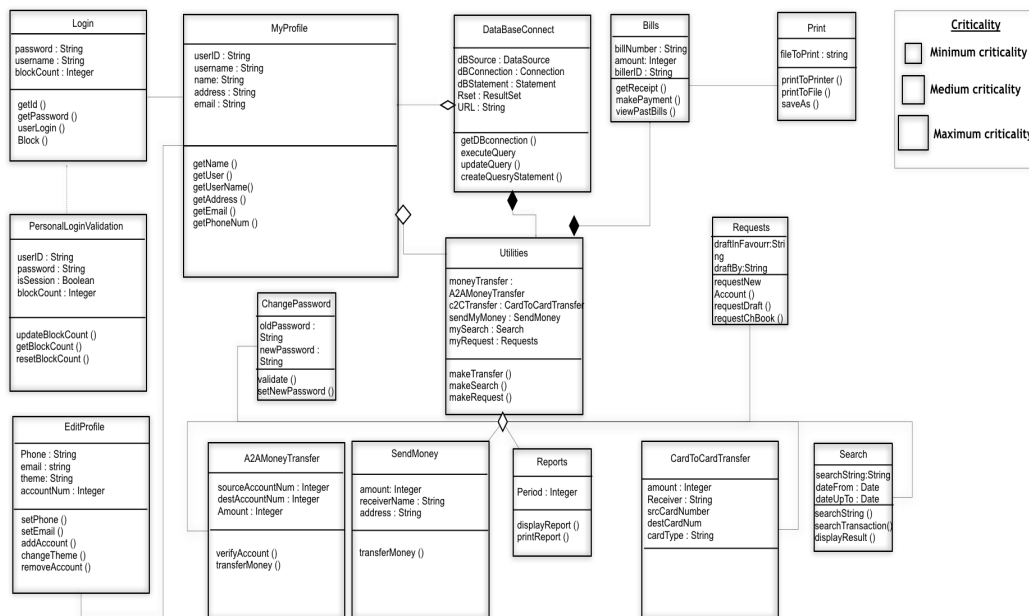 Login
password : String
username : String
blockCount : Integer
getId ()
getPassword ()
userLogin ()
Block ()
MyProfile
userID : String
username : String
name: String
address : String
email : String
getName ()
getUser ()
getUserName()
getAddress ()
getEmail ()
getPhoneNum ()
DataBaseConnect
dBSource : DataSource
dBConnection : Connection
dBStatement : Statement
Rset : ResultSet
URL : String
getDBconnection ()
executeQuery
updateQuery ()
createQuesryStatement ()
Bills
billNumber : String
amount: Integer
billerID : String
getReceipt ()
makePayment ()
viewPastBills ()
Print
fileToPrint : string
printToPrinter ()
printToFile ()
saveAs ()
Criticality
Minimum criticality
Medium criticality
Maximum criticality
PersonalLoginValidation
userID : String
password : String
isSession : Boolean
blockCount : Integer
updateBlockCount ()
getBlockCount ()
resetBlockCount ()
ChangePassword
oldPassword :
String
newPassword :
String
validate ()
setNewPassword ()
Utilities
moneyTransfer :
A2AMoneyTransfer
c2CTransfer : CardToCardTransfer
sendMyMoney : SendMoney
mySearch : Search
myRequest : Requests
makeTransfer ()
makeSearch ()
makeRequest ()
Requests
draftInFavourr:Stri
ng
draftBy:String
requestNew
Account ()
requestDraft ()
requestChBook ()
EditProfile
Phone : String
email : string
theme: String
accountNum : Integer
setPhone ()
setEmail ()
addAccount ()
changeTheme ()
removeAccount ()
A2AMoneyTransfer
sourceAccountNum : Integer
destAccountNum : Integer
Amount : Integer
verifyAccount ()
transferMoney ()
SendMoney
amount: Integer
receiverName : String
address : String
transferMoney ()
Reports
Period : Integer
displayReport ()
printReport ()
CardToCardTransfer
amount : Integer
Receiver : String
srcCardNumber
destCardNum
cardType : String
Search
searchString:String
dateFrom : Date
dateUpTo : Date
searchString ()
searchTransaction()
displayResult ()